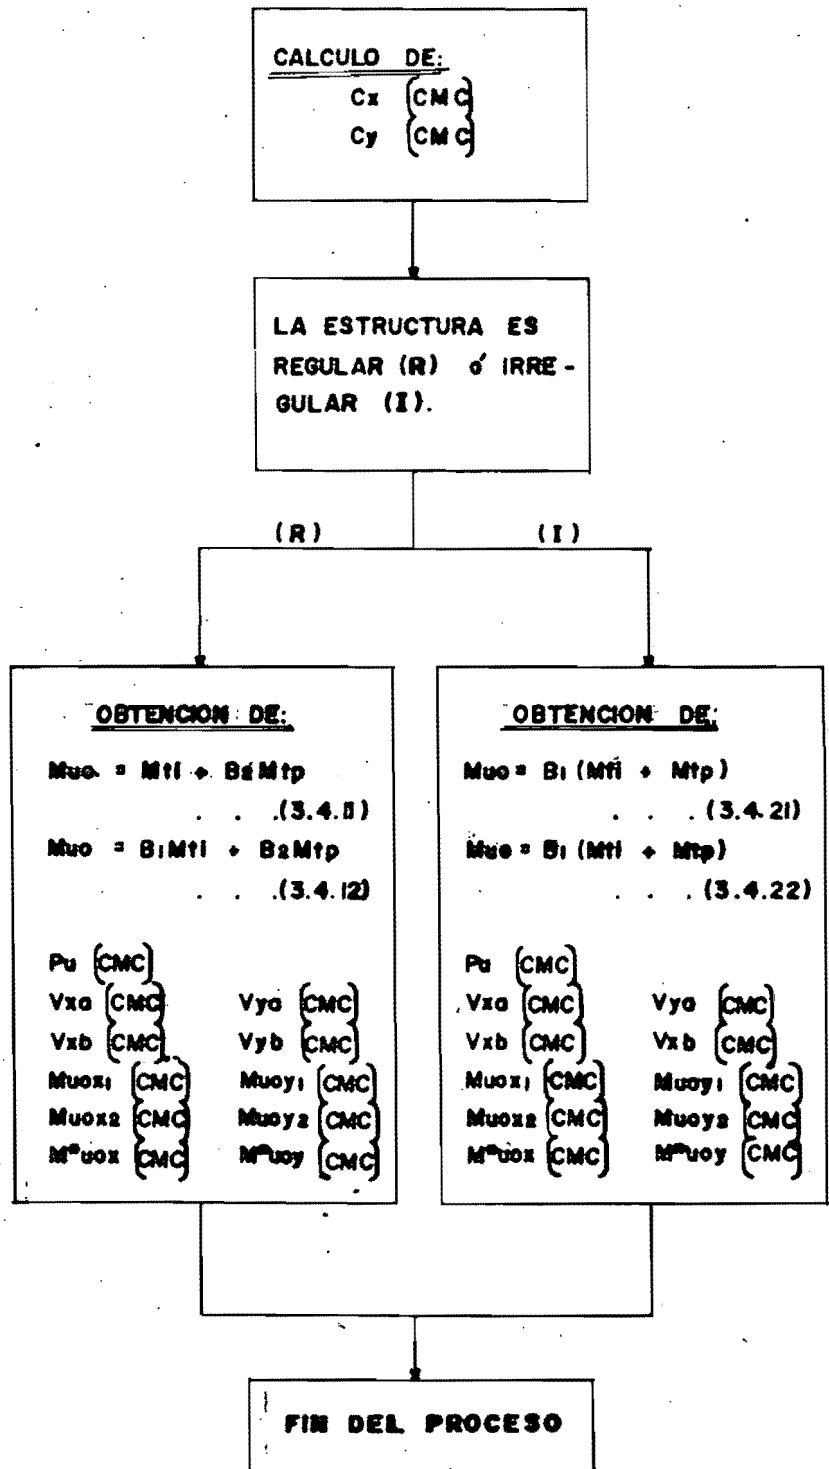 CALCULO DE:
Cx [CMC]
Cy [CMC]
LA ESTRUCTURA ES
REGULAR (R) ó IRRE-
GULAR (I).
(R)
(I)
OBTENCION DE:
Muo = Mti + B2Mtp
. . .(3.4.11)
Muo = B1Mti + B2Mtp
. . .(3.4.12)
Pu [CMC]
Vxa [CMC] Vya [CMC]
Vxb [CMC] Vyb [CMC]
Muox1 [CMC] Muoy1 [CMC]
Muox2 [CMC] Muoy2 [CMC]
M*uox [CMC] M*uoy [CMC]
OBTENCION DE:
Muo = B1 (Mti + Mtp)
. . . (3.4.21)
Muo = B1 (Mti + Mtp)
. . . (3.4.22)
Pu [CMC]
Vxa [CMC] Vya [CMC]
Vxb [CMC] Vxb [CMC]
Muox1 [CMC] Muoy1 [CMC]
Muox2 [CMC] Muoy2 [CMC]
M*uox [CMC] M*uoy [CMC]
FIN DEL PROCESO